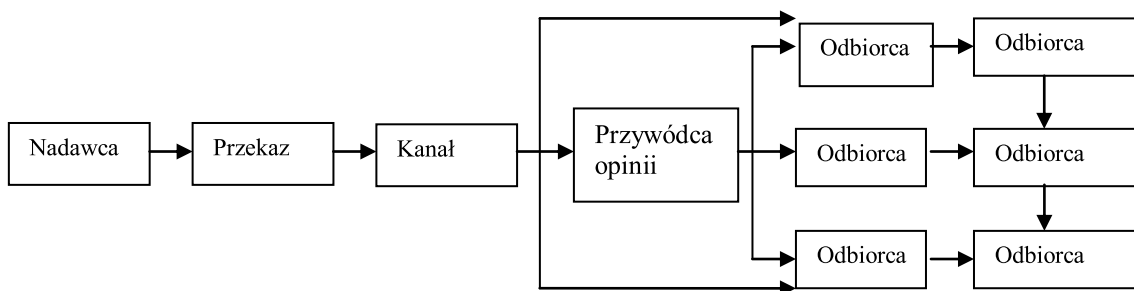 Nadawca
Przekaz
Kanał
Przywódca
opinii
Odbiorca
Odbiorca
Odbiorca
Odbiorca
Odbiorca
Odbiorca